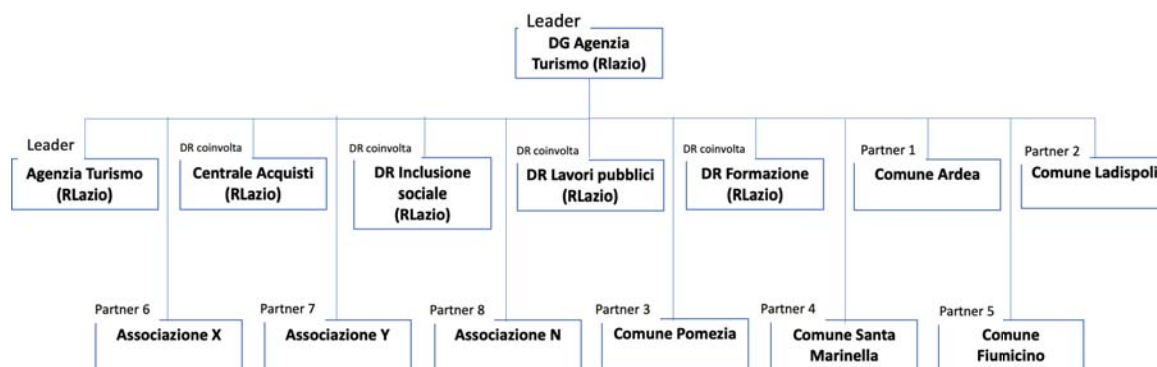 Leader
DG Agenzia
Turismo (Rlazio)
Leader
Agenzia Turismo
(RLazio)
DR coinvolta
Centrale Acquisti
(RLazio)
DR coinvolta
DR Inclusione
sociale
(RLazio)
DR coinvolta
DR Lavori pubblici
(RLazio)
DR coinvolta
DR Formazione
(RLazio)
Partner 1
Comune Ardea
Partner 2
Comune Ladispoli
Partner 6
Associazione X
Partner 7
Associazione Y
Partner 8
Associazione N
Partner 3
Comune Pomezia
Partner 4
Comune Santa
Marinella
Partner 5
Comune
Fiumicino